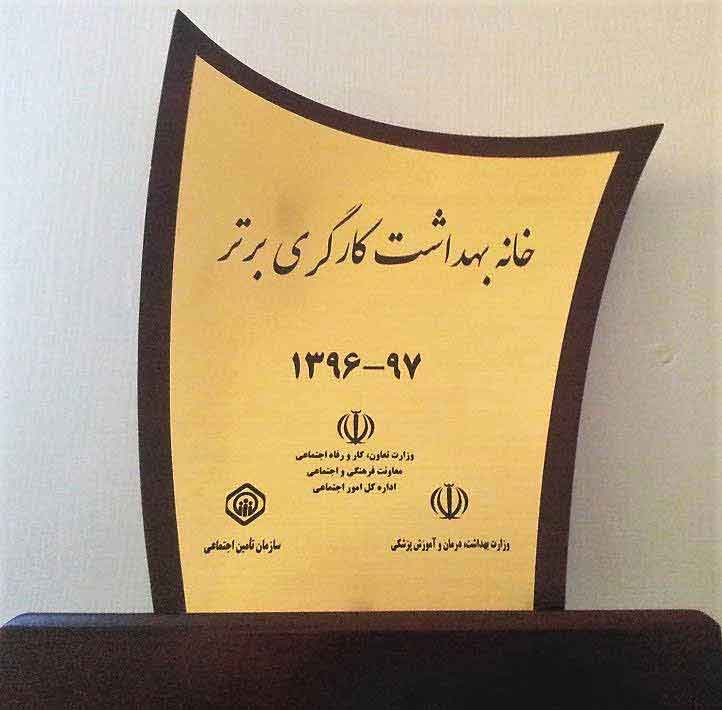 خانه بهداشت کارگری برتر
۱۳۹۶-۹۷
وزارت تعاون، کار و رفاه اجتماعی
معاونت فرهنگی و اجتماعی
اداره کل امور اجتماعی
وزارت بهداشت، درمان و آموزش پزشکی
سازمان تأمین اجتماعی